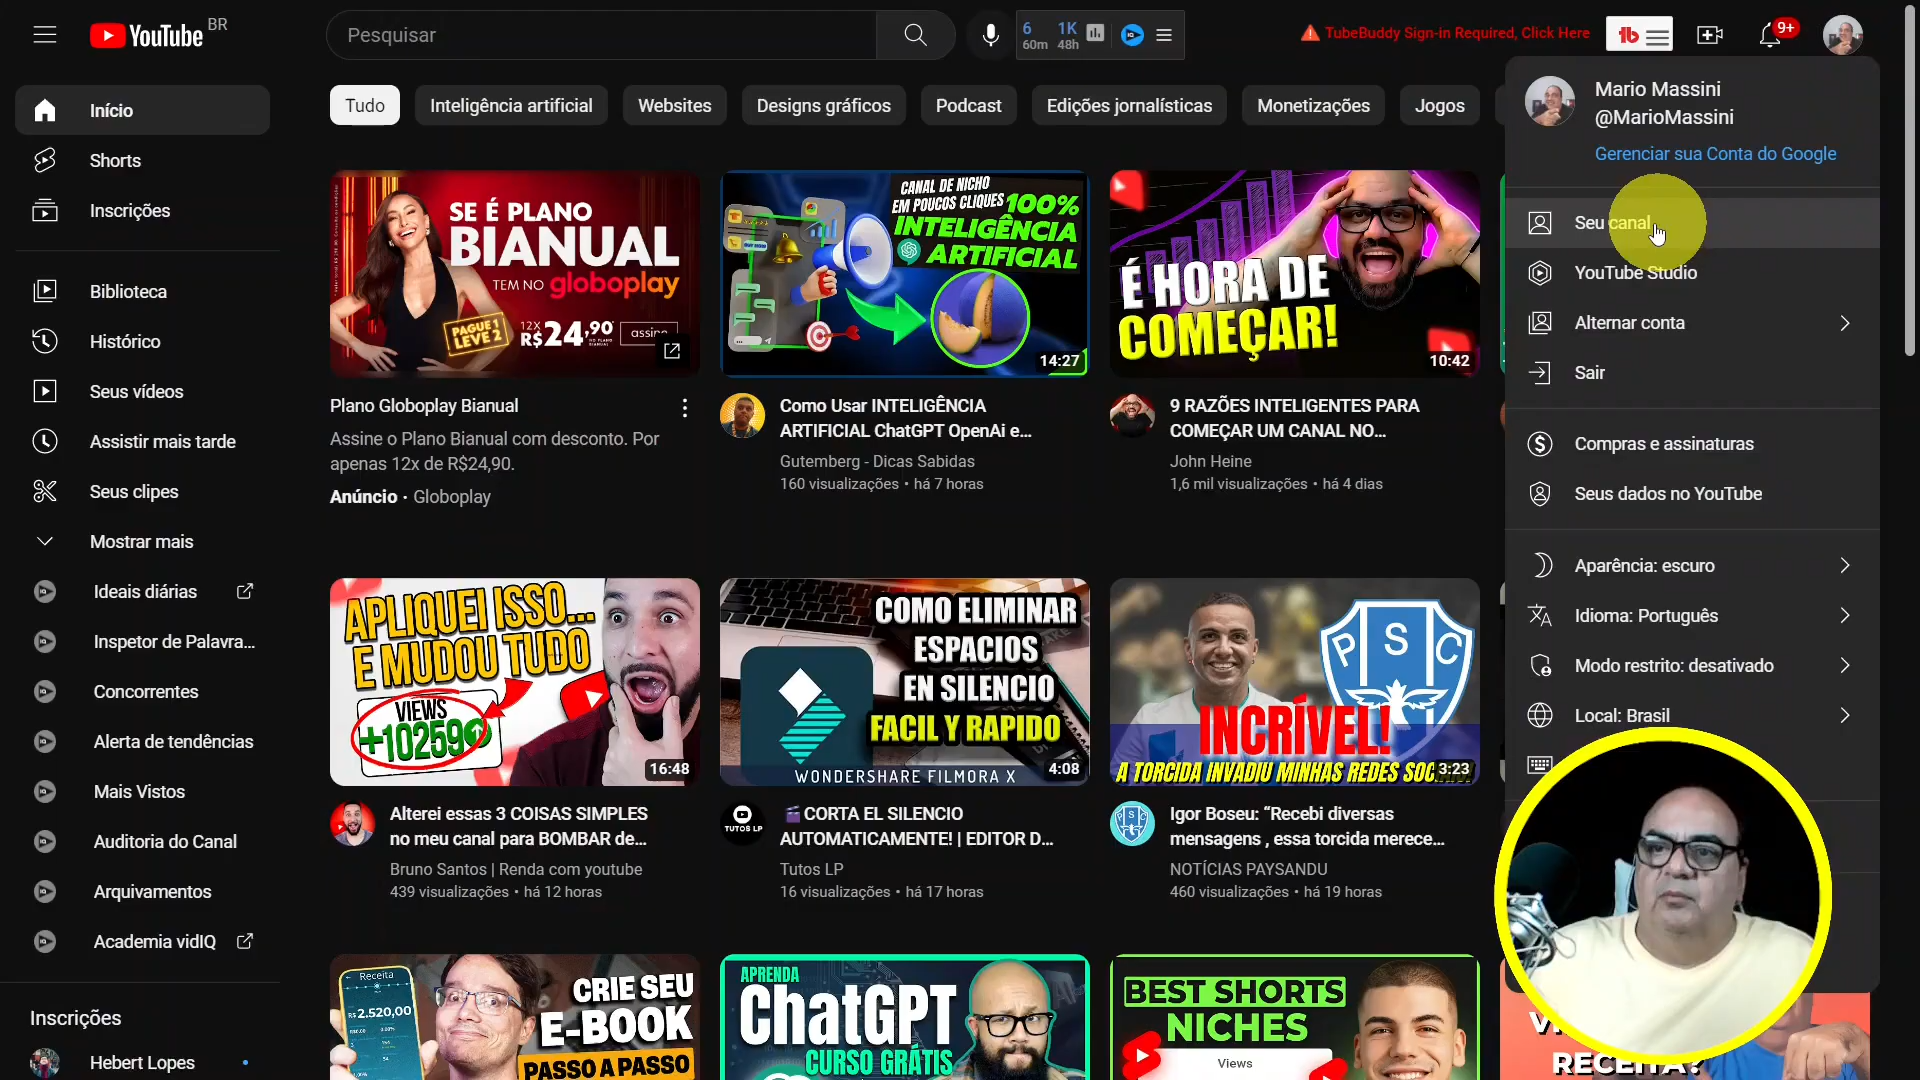 YouTube BR
Pesquisar
6
60m
1K
48h
TubeBuddy Sign-in Required, Click Here
9+
Início
Shorts
Inscrições
Biblioteca
Histórico
Seus vídeos
Assistir mais tarde
Seus clipes
Mostrar mais
Ideais diárias
Inspetor de Palavra...
Concorrentes
Alerta de tendências
Mais Vistos
Auditoria do Canal
Arquivamentos
Academia vidIQ
Inscrições
Hebert Lopes
Tudo
Inteligência artificial
Websites
Designs gráficos
Podcast
Edições jornalísticas
Monetizações
Jogos
SE É PLANO
BIANUAL
TEM NO globoplay
PAGUE 1
LEVE 2
12X
R$24,90
Plano Globoplay Bianual
Assine o Plano Bianual com desconto. Por
apenas 12x de R$24,90.
Anúncio • Globoplay
CANAL DE NICHO
EM POUCOS CLIQUES 100%
INTELIGÊNCIA
ARTIFICIAL
14:27
Como Usar INTELIGÊNCIA
ARTIFICIAL ChatGPT OpenAi e...
Gutemberg - Dicas Sabidas
160 visualizações • há 7 horas
É HORA DE
COMEÇAR!
10:42
9 RAZÕES INTELIGENTES PARA
COMEÇAR UM CANAL NO...
John Heine
1,6 mil visualizações • há 4 dias
APLIQUEI ISSO...
E MUDOU TUDO
VIEWS
+10259
16:48
Alterei essas 3 COISAS SIMPLES
no meu canal para BOMBAR de...
Bruno Santos | Renda com youtube
439 visualizações • há 12 horas
COMO ELIMINAR
ESPACIOS
EN SILENCIO
FACIL Y RAPIDO
WONDERSHARE FILMORA X
4:08
TUTOS LP
CORTA EL SILENCIO
AUTOMATICAMENTE! | EDITOR D...
Tutos LP
16 visualizações • há 17 horas
PSC
INCRÍVEL!
A TORCIDA INVADIU MINHAS REDES SOC
3:23
Igor Boseu: “Recebi diversas
mensagens , essa torcida merece...
NOTÍCIAS PAYSANDU
460 visualizações • há 19 horas
Receita
R$ 2.520,00
CRIE SEU
E-BOOK
PASSO A PASSO
APRENDA
ChatGPT
CURSO GRÁTIS
BEST SHORTS
NICHES
Views
RECEITA?
Mario Massini
@MarioMassini
Gerenciar sua Conta do Google
Seu canal
YouTube Studio
Alternar conta
Sair
Compras e assinaturas
Seus dados no YouTube
Aparência: escuro
Idioma: Português
Modo restrito: desativado
Local: Brasil